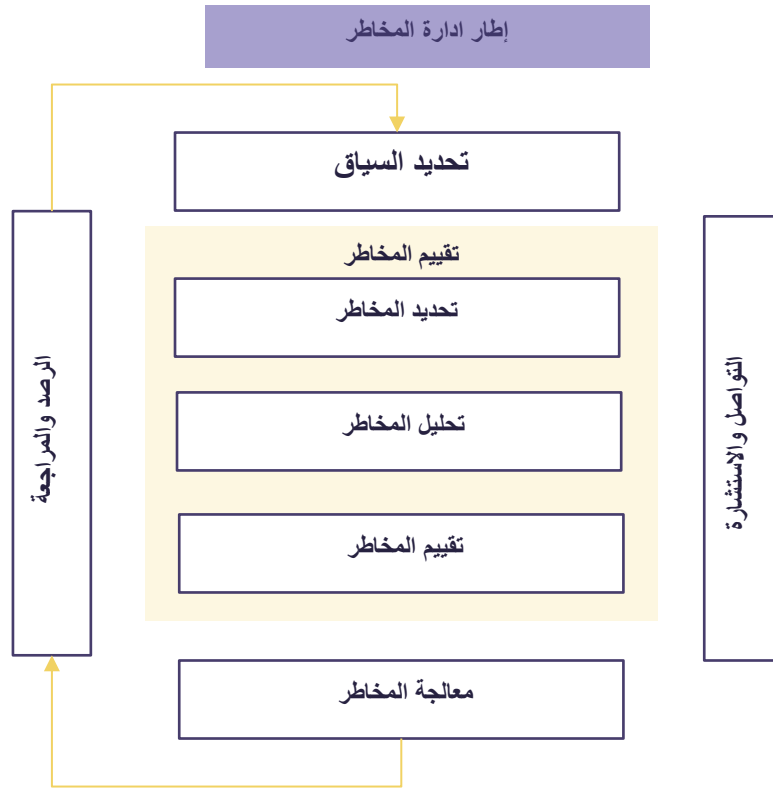 إطار ادارة المخاطر
تحديد السياق
تقييم المخاطر
تحديد المخاطر
تحليل المخاطر
تقييم المخاطر
معالجة المخاطر
التواصل والاستشارة
الرصد والمراجعة